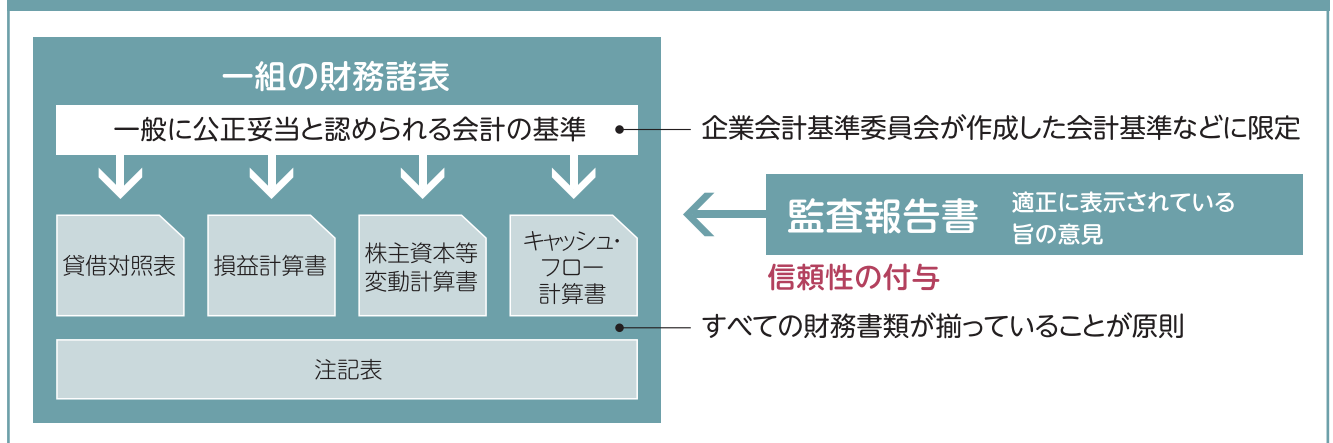 一組の財務諸表
一般に公正妥当と認められる会計の基準
企業会計基準委員会が作成した会計基準などに限定
監査報告書
適正に表示されている
旨の意見
信頼性の付与
貸借対照表
損益計算書
株主資本等
変動計算書
キャッシュ・
フロー
計算書
すべての財務書類が揃っていることが原則
注記表